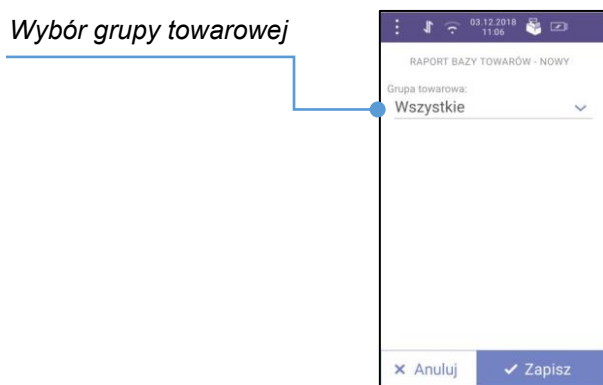 Wybór grupy towarowej
03.12.2018
11:06
RAPORT BAZY TOWARÓW - NOWY
Grupa towarowa:
Wszystkie
Anuluj
Zapisz